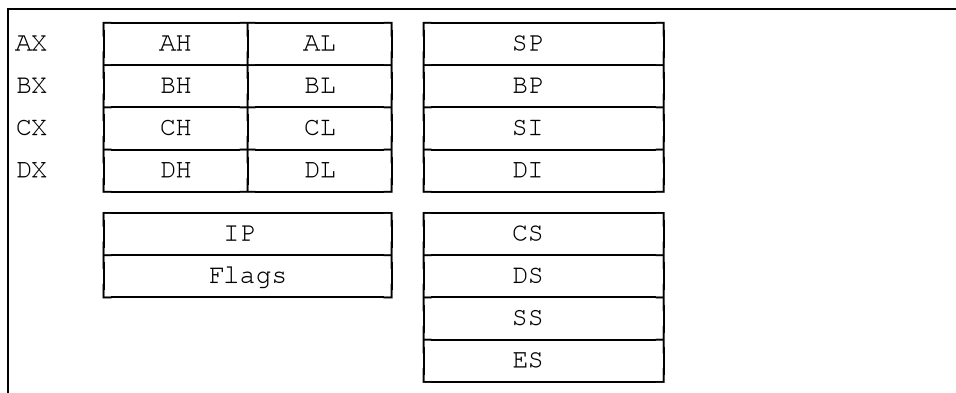 AX AH AL SP
BX BH BL BP
CX CH CL SI
DX DH DL DI
IP CS
Flags DS
SS
ES